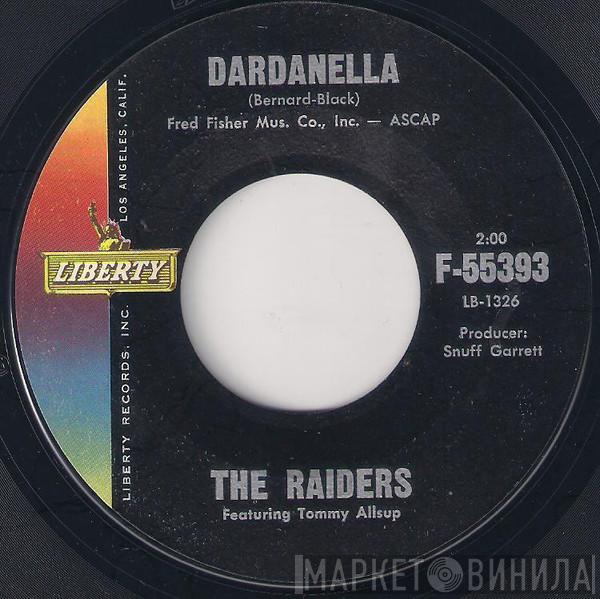 DARDANELLA
(Bernard-Black)
Fred Fisher Mus. Co., Inc. — ASCAP
LIBERTY RECORDS, INC. LOS ANGELES, CALIF.
LIBERTY
2:00
F-55393
LB-1326
Producer:
Snuff Garrett
THE RAIDERS
Featuring Tommy Allsup
МАРКЕТ ВИНИЛА